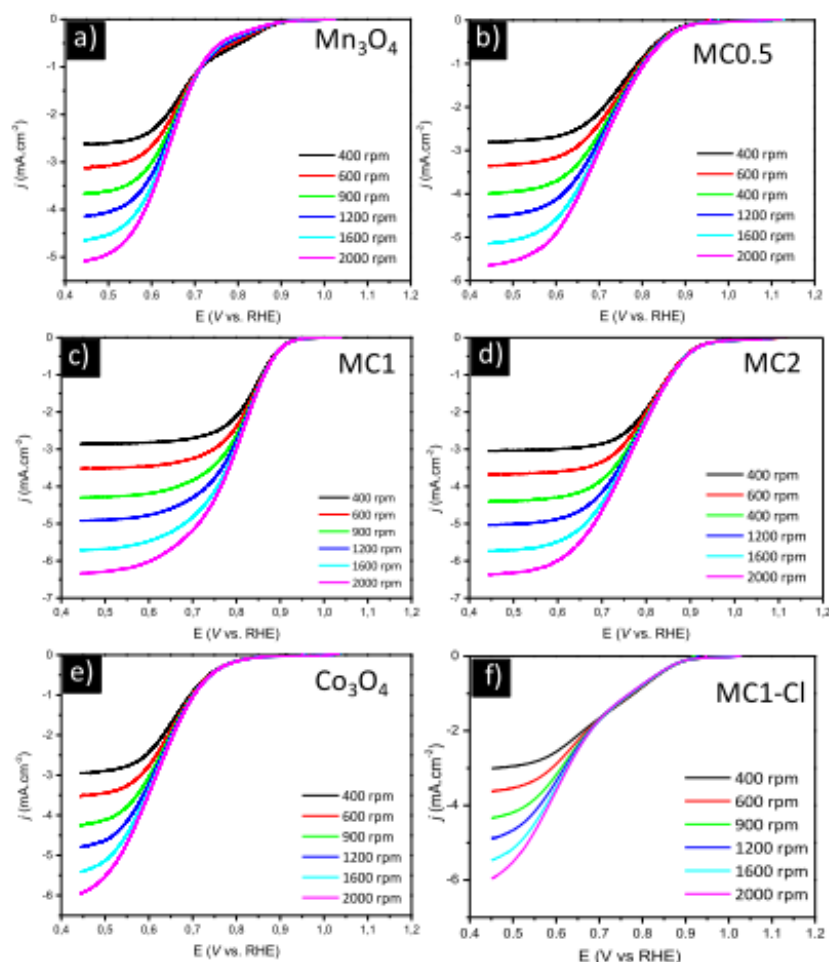 a)
Mn₃O₄
0
-1
-2
-3
-4
-5
j (mA.cm⁻²)
400 rpm
600 rpm
900 rpm
1200 rpm
1600 rpm
2000 rpm
0,4 0,5 0,6 0,7 0,8 0,9 1,0 1,1 1,2
E (V vs. RHE)
b)
MC0.5
0
-1
-2
-3
-4
-5
-6
j (mA.cm⁻²)
400 rpm
600 rpm
400 rpm
1200 rpm
1600 rpm
2000 rpm
0,4 0,5 0,6 0,7 0,8 0,9 1,0 1,1 1,2
E (V vs. RHE)
c)
MC1
0
-1
-2
-3
-4
-5
-6
-7
j (mA.cm⁻²)
400 rpm
600 rpm
900 rpm
1200 rpm
1600 rpm
2000 rpm
0,4 0,5 0,6 0,7 0,8 0,9 1,0 1,1 1,2
E (V vs. RHE)
d)
MC2
0
-1
-2
-3
-4
-5
-6
-7
j (mA.cm⁻²)
400 rpm
600 rpm
400 rpm
1200 rpm
1600 rpm
2000 rpm
0,4 0,5 0,6 0,7 0,8 0,9 1,0 1,1 1,2
E (V vs. RHE)
e)
Co₃O₄
0
-1
-2
-3
-4
-5
-6
j (mA.cm⁻²)
400 rpm
600 rpm
900 rpm
1200 rpm
1600 rpm
2000 rpm
0,4 0,5 0,6 0,7 0,8 0,9 1,0 1,1 1,2
E (V vs. RHE)
f)
MC1-Cl
0
-2
-4
-6
j (mA.cm⁻²)
400 rpm
600 rpm
900 rpm
1200 rpm
1600 rpm
2000 rpm
0,4 0,5 0,6 0,7 0,8 0,9 1,0 1,1 1,2
E (V vs RHE)